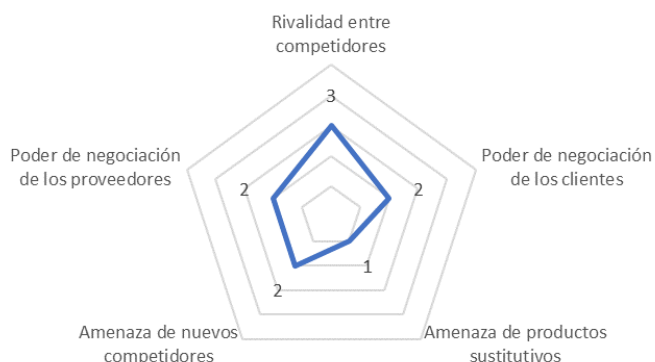 Rivalidad entre
competidores
3
Poder de negociación
de los proveedores
2
2
Poder de negociación
de los clientes
1
2
Amenaza de nuevos
competidores
Amenaza de productos
sustitutivos